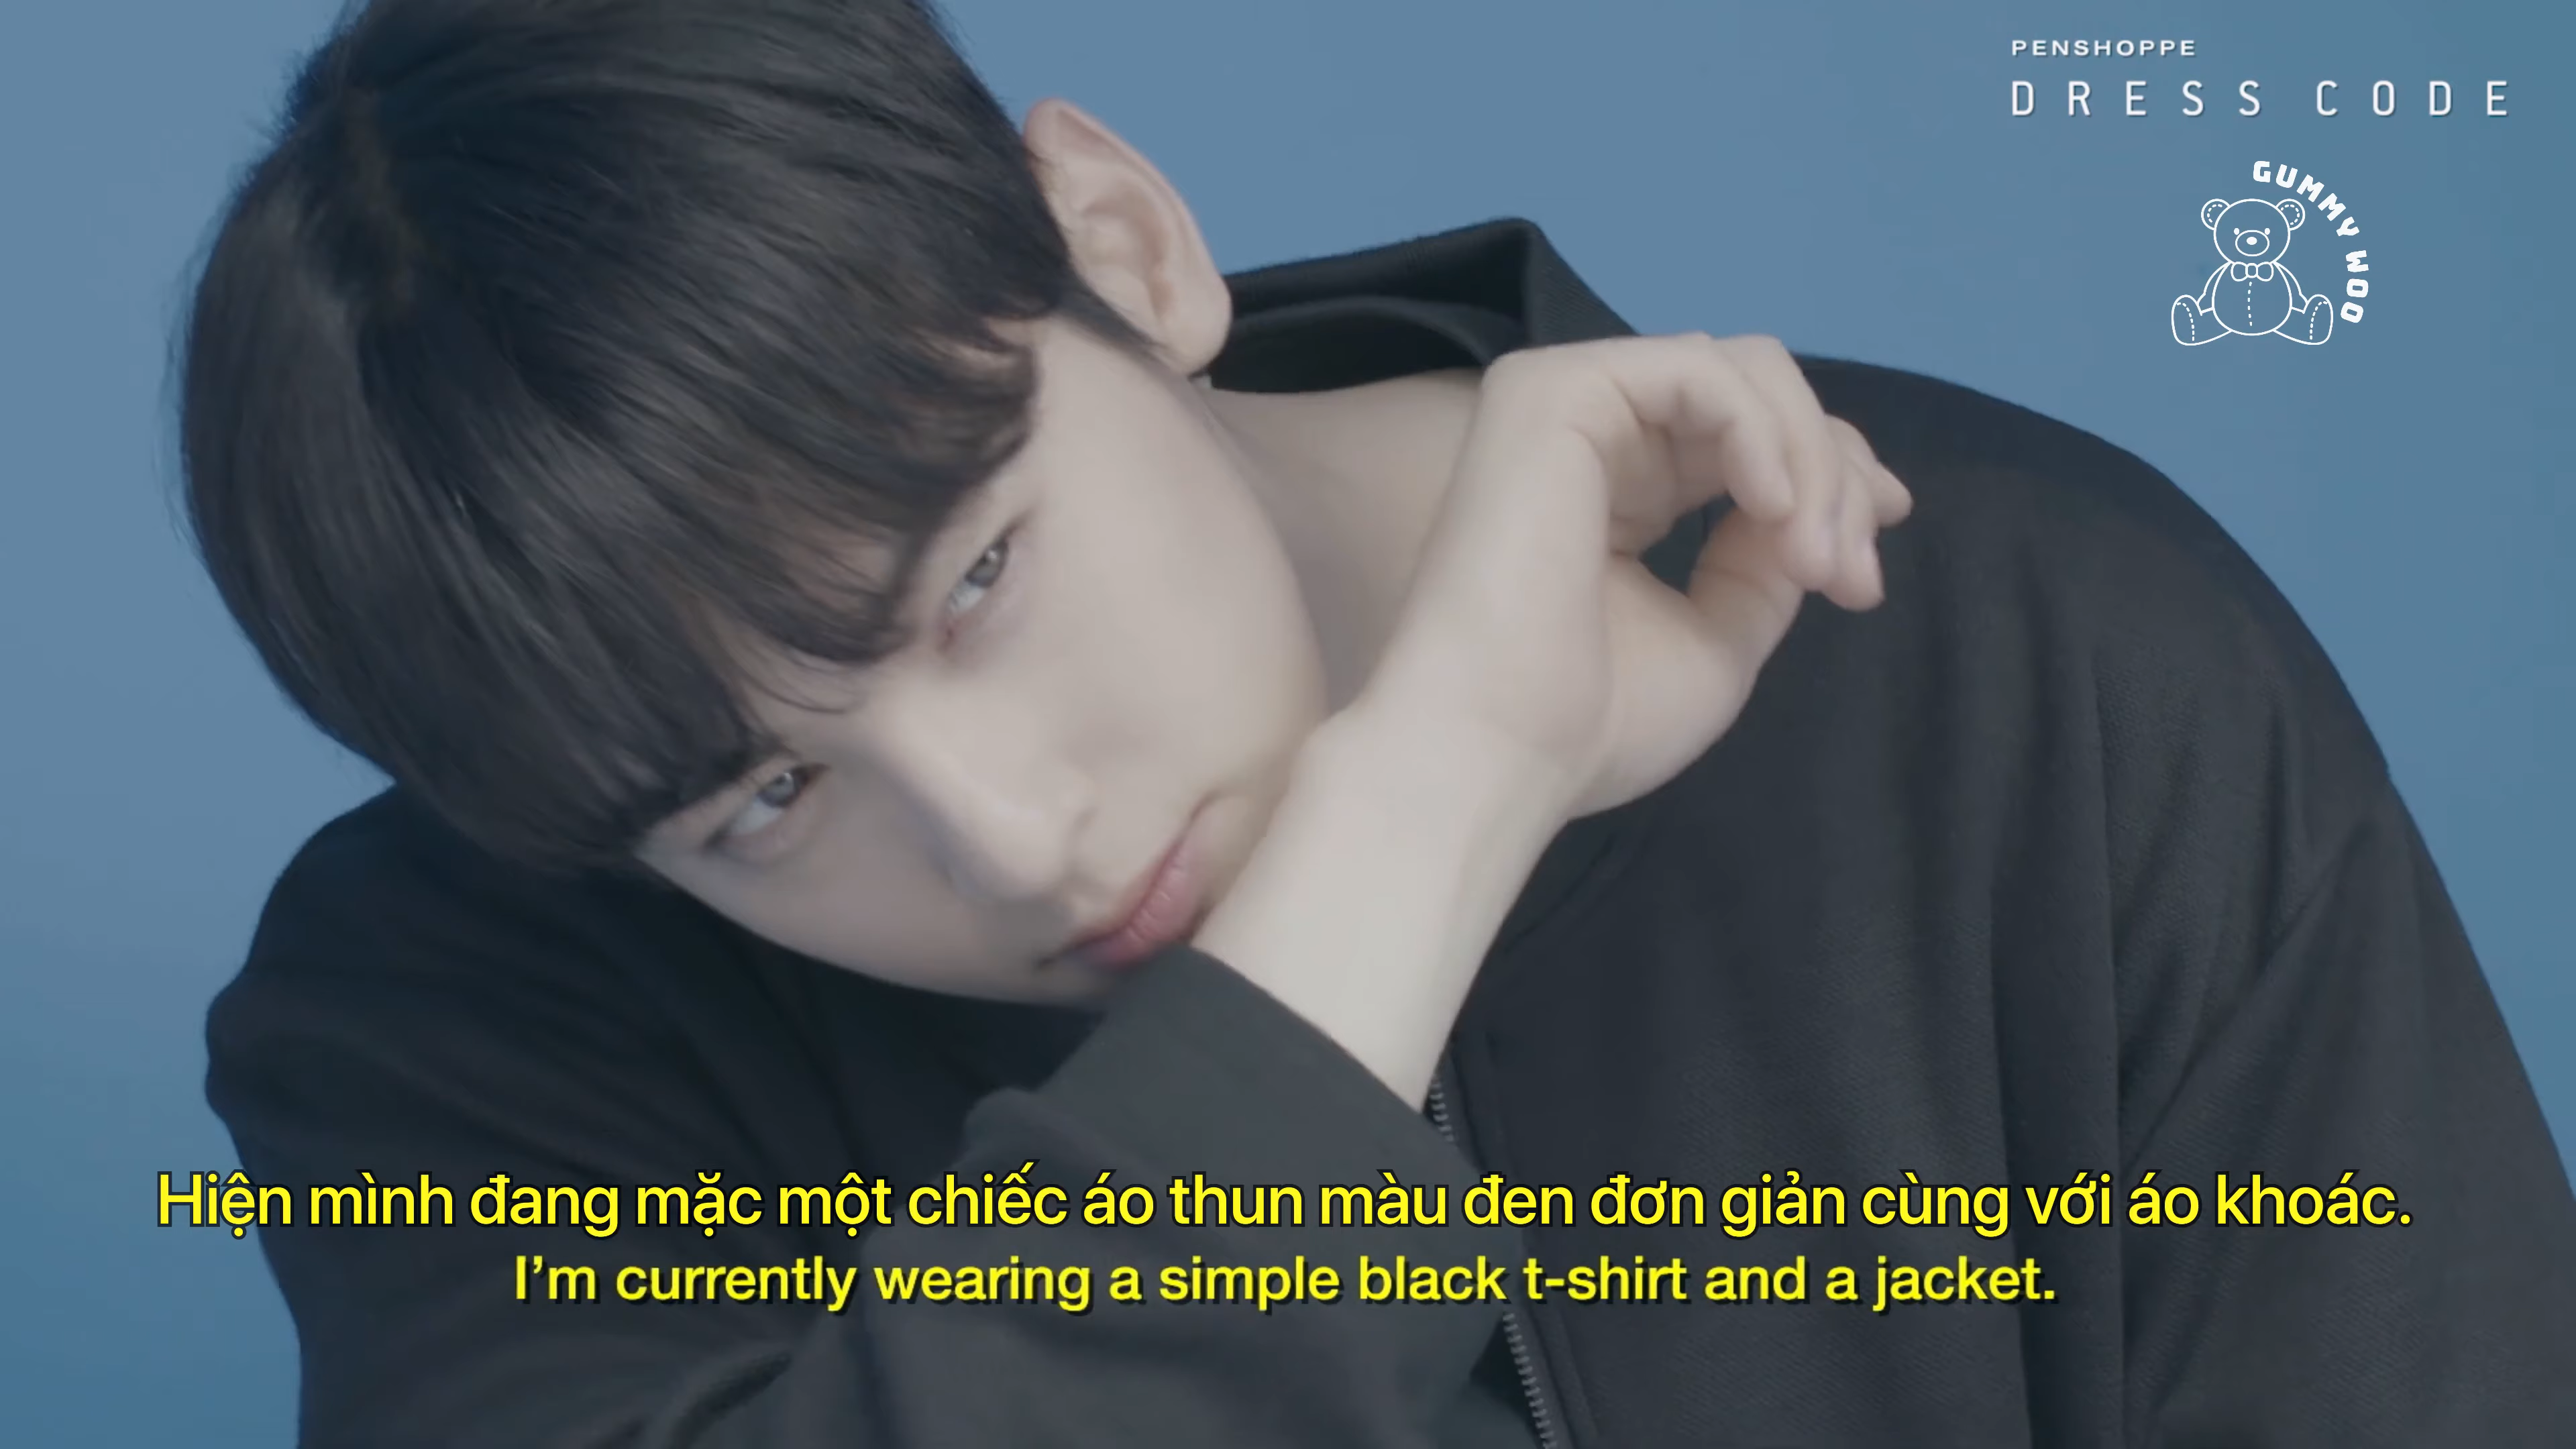 PENSHOPPE
DRESS CODE
GUMMY WOO
Hiện mình đang mặc một chiếc áo thun màu đen đơn giản cùng với áo khoác.
I'm currently wearing a simple black t-shirt and a jacket.